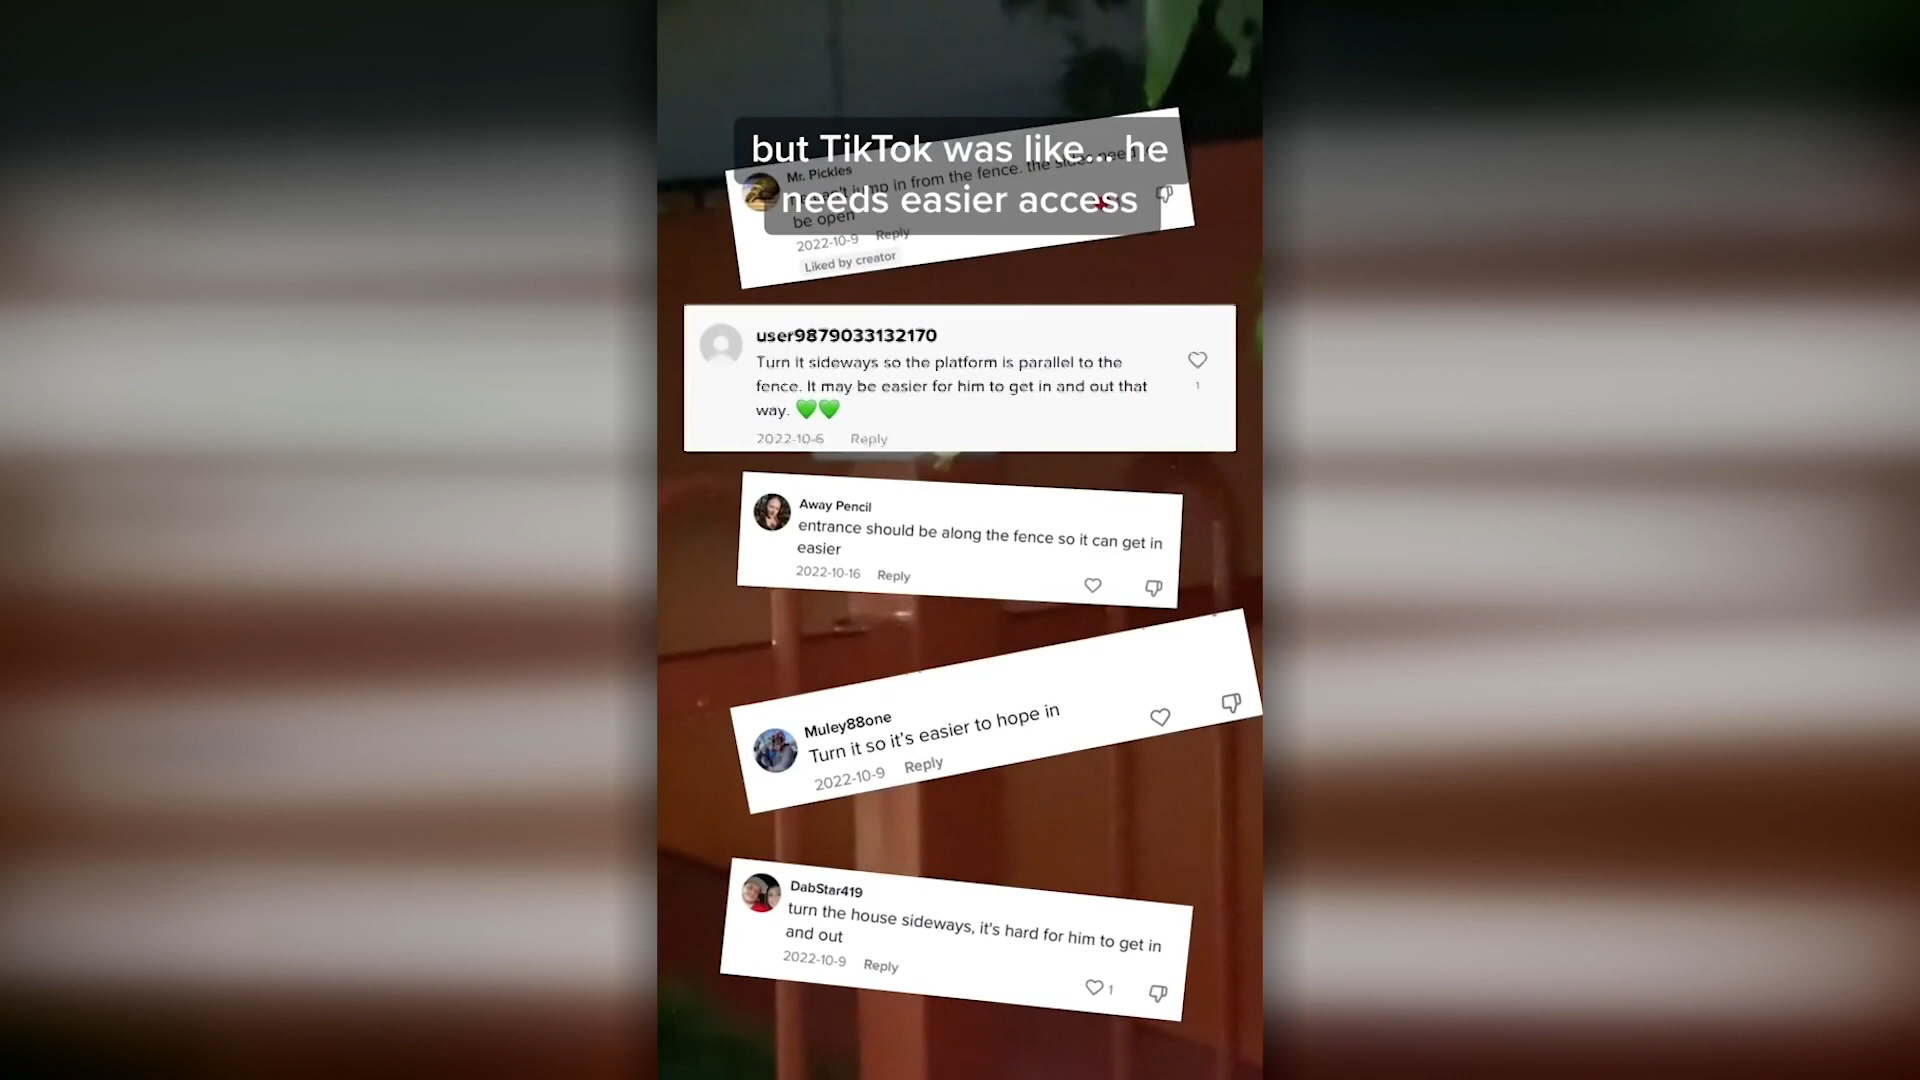 but TikTok was like... he
needs easier access
Mr. Pickles
jump in from the fence. the sides need
be open
2022-10-9 Reply
Liked by creator
user9879033132170
Turn it sideways so the platform is parallel to the
fence. It may be easier for him to get in and out that
way. 💚💚
2022-10-6 Reply
1
Away Pencil
entrance should be along the fence so it can get in
easier
2022-10-16 Reply
Muley88one
Turn it so it's easier to hope in
2022-10-9 Reply
DabStar419
turn the house sideways, it's hard for him to get in
and out
2022-10-9 Reply
1